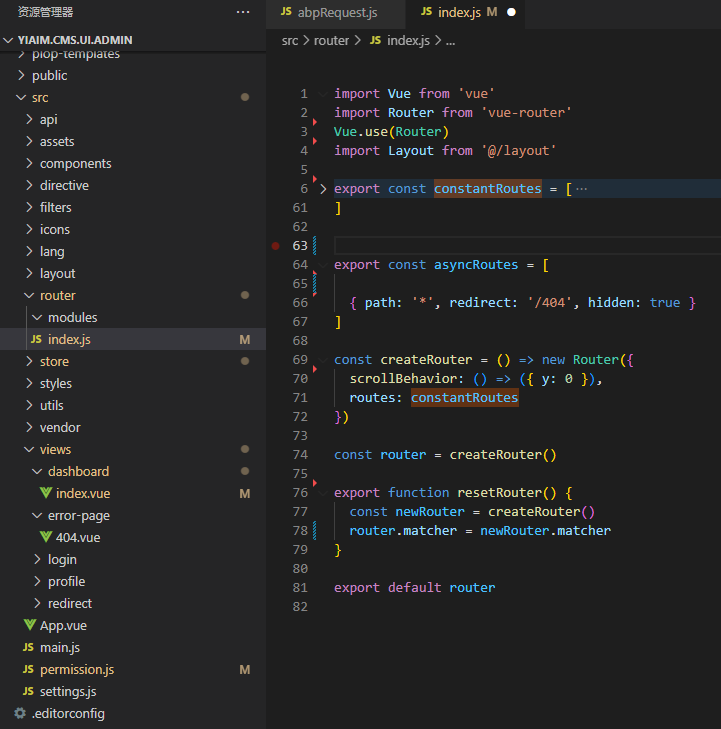 资源管理器
···
YIAIM.CMS.UI.ADMIN
plop-templates
public
src
api
assets
components
directive
filters
icons
lang
layout
router
modules
JS index.js M
store
styles
utils
vendor
views
dashboard
index.vue M
error-page
404.vue
login
profile
redirect
App.vue
JS main.js
JS permission.js M
JS settings.js
.editorconfig
JS abpRequest.js
JS index.js M
src > router > JS index.js > ...
1 import Vue from 'vue'
2 import Router from 'vue-router'
3 Vue.use(Router)
4 import Layout from '@/layout'
5
6 export const constantRoutes = [ ···
61 ]
62
63
64 export const asyncRoutes = [
65
66 { path: '*', redirect: '/404', hidden: true }
67 ]
68
69 const createRouter = () => new Router({
70 scrollBehavior: () => ({ y: 0 }),
71 routes: constantRoutes
72 })
73
74 const router = createRouter()
75
76 export function resetRouter() {
77 const newRouter = createRouter()
78 router.matcher = newRouter.matcher
79 }
80
81 export default router
82